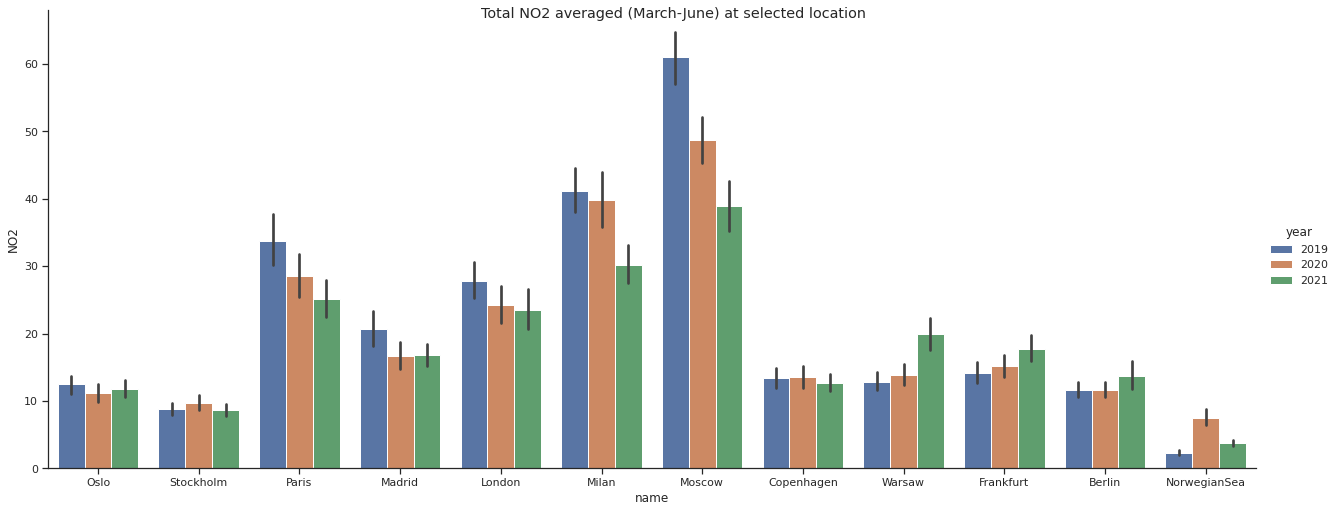 Total NO2 averaged (March-June) at selected location
60
50
40
30
20
10
0
NO2
Oslo Stockholm Paris Madrid London Milan Moscow Copenhagen Warsaw Frankfurt Berlin NorwegianSea
name
year
2019
2020
2021